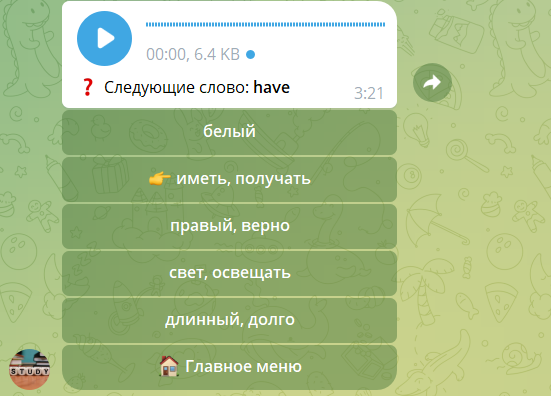 00:00, 6.4 KB
❓ Следующие слово: have
3:21
белый
👉 иметь, получать
правый, верно
свет, освещать
длинный, долго
🏠 Главное меню
STUDY